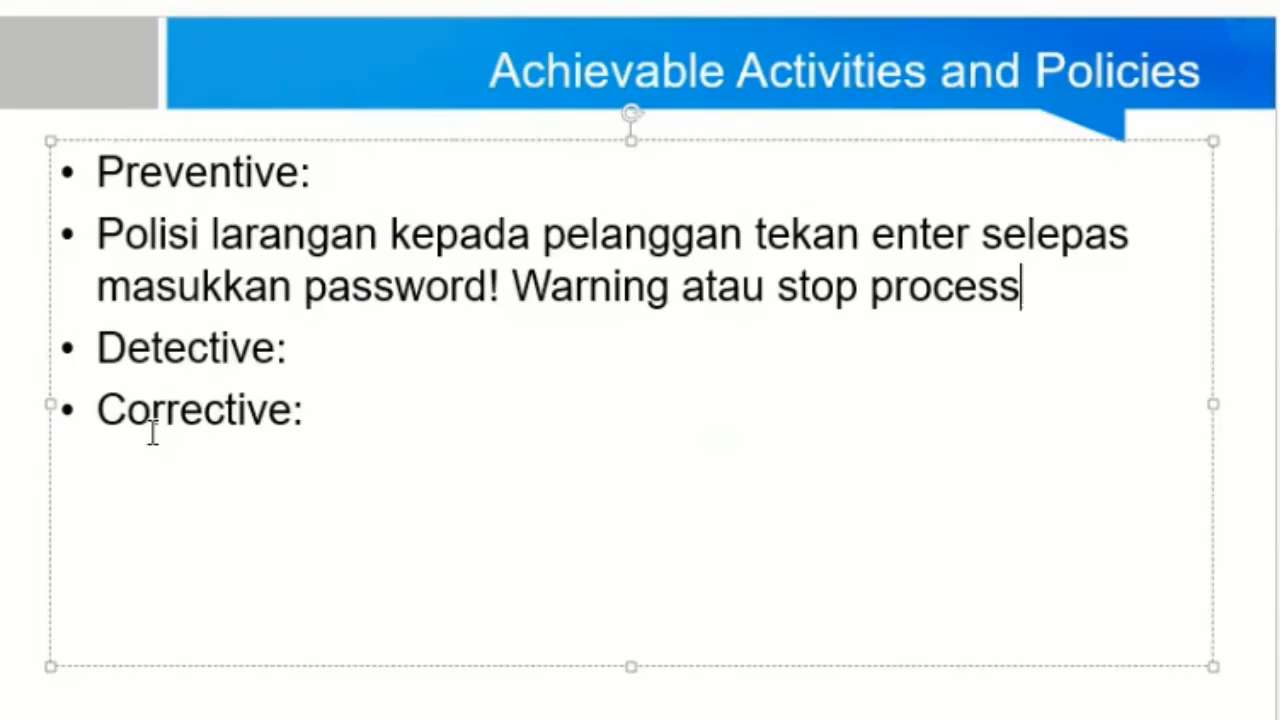 Achievable Activities and Policies
• Preventive:
• Polisi larangan kepada pelanggan tekan enter selepas
masukkan password! Warning atau stop process
• Detective:
• Corrective: